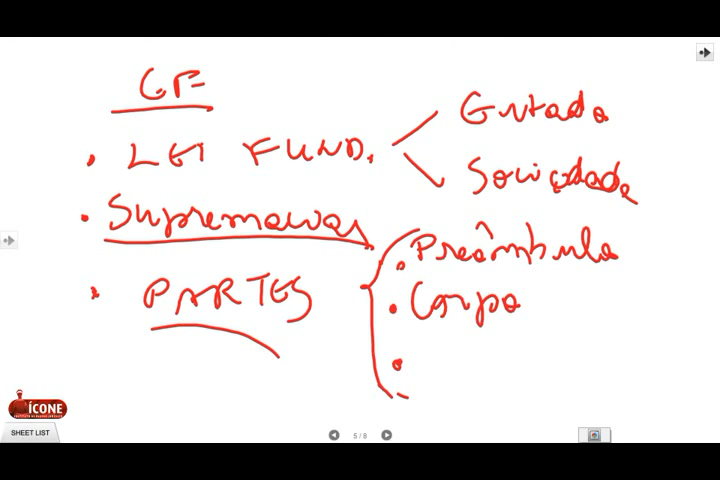 CF
• LEI FUND.
Estado
Sociedade
• Supremacia
• PARTES
• Preâmbulo
• Corpo
•
ÍCONE
SHEET LIST
5 / 8